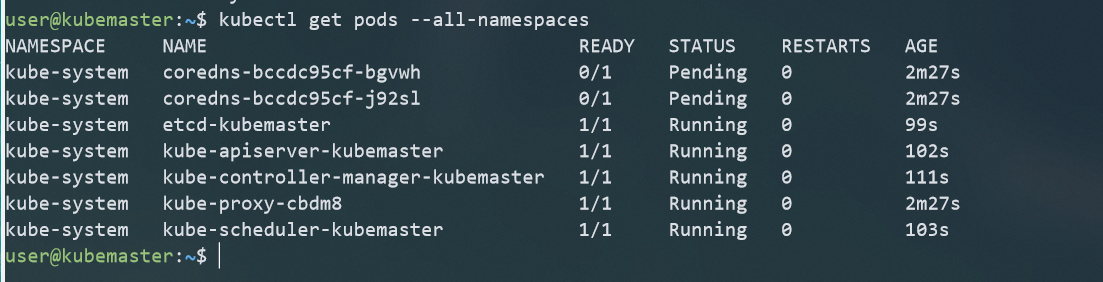 user@kubemaster:~$ kubectl get pods --all-namespaces
NAMESPACE     NAME                                 READY   STATUS    RESTARTS   AGE
kube-system   coredns-bccdc95cf-bgvwh              0/1     Pending   0          2m27s
kube-system   coredns-bccdc95cf-j92sl              0/1     Pending   0          2m27s
kube-system   etcd-kubemaster                      1/1     Running   0          99s
kube-system   kube-apiserver-kubemaster            1/1     Running   0          102s
kube-system   kube-controller-manager-kubemaster   1/1     Running   0          111s
kube-system   kube-proxy-cbdm8                     1/1     Running   0          2m27s
kube-system   kube-scheduler-kubemaster            1/1     Running   0          103s
user@kubemaster:~$